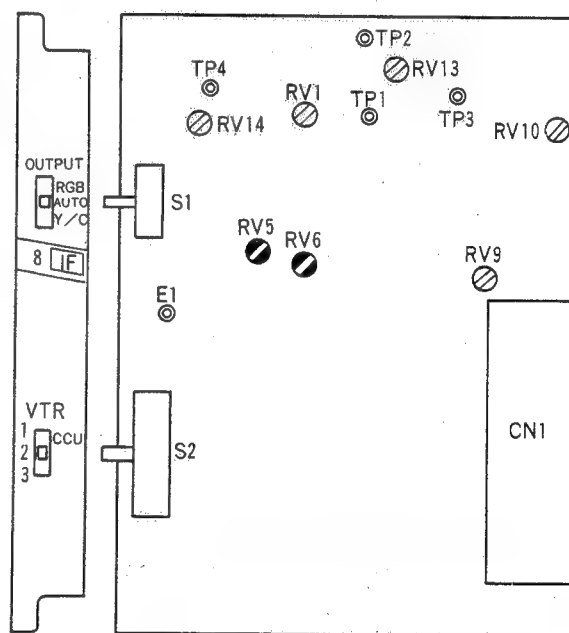 TP2
TP4
RV13
RV1
TP1
TP3
RV14
RV10
OUTPUT
RGB
AUTO
Y/C
S1
8 IF
RV5
RV6
RV9
E1
VTR
1
CCU
2
3
S2
CN1